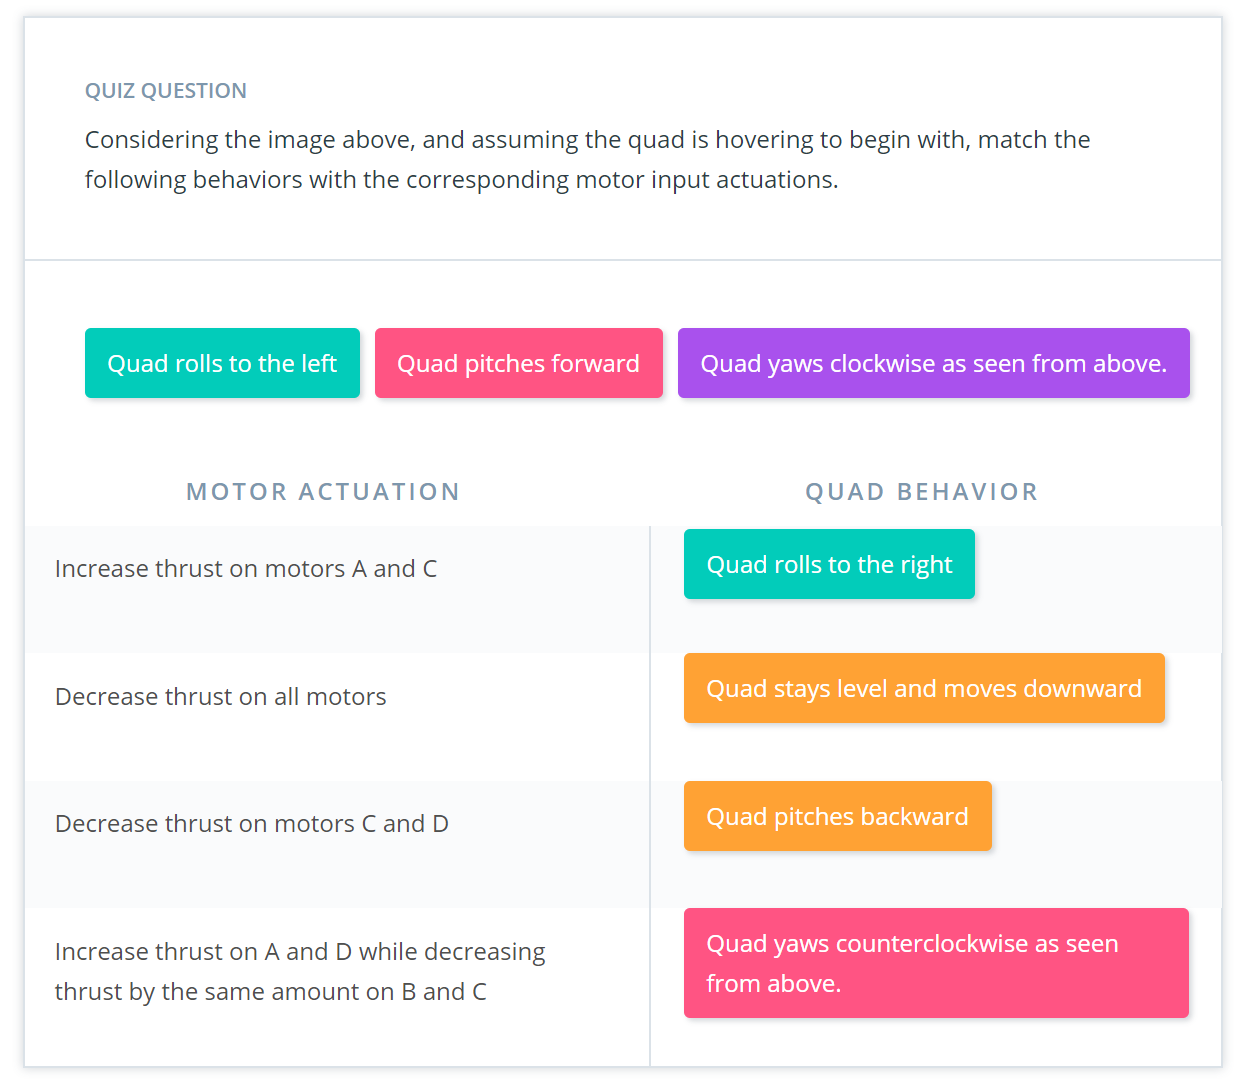 QUIZ QUESTION
Considering the image above, and assuming the quad is hovering to begin with, match the
following behaviors with the corresponding motor input actuations.
Quad rolls to the left
Quad pitches forward
Quad yaws clockwise as seen from above.
MOTOR ACTUATION
QUAD BEHAVIOR
Increase thrust on motors A and C
Quad rolls to the right
Decrease thrust on all motors
Quad stays level and moves downward
Decrease thrust on motors C and D
Quad pitches backward
Increase thrust on A and D while decreasing
thrust by the same amount on B and C
Quad yaws counterclockwise as seen
from above.